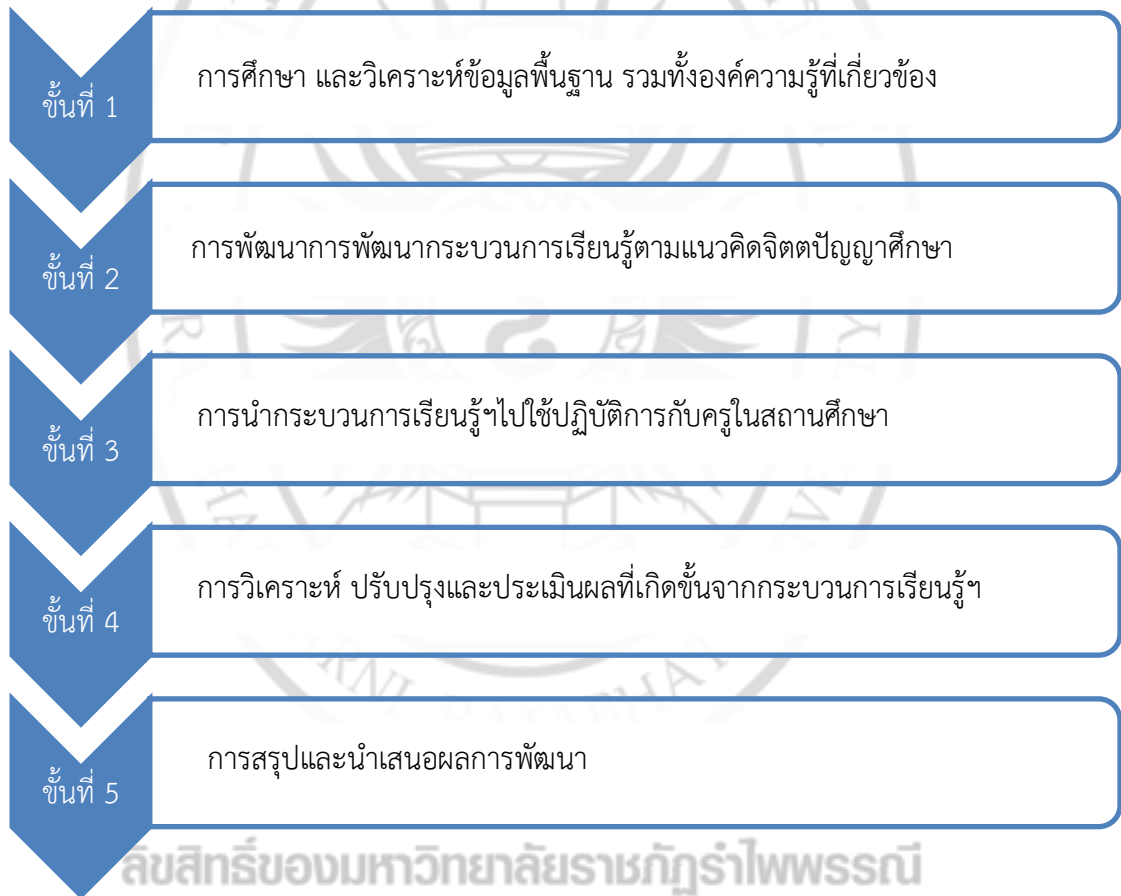 ขั้นที่ 1
การศึกษา และวิเคราะห์ข้อมูลพื้นฐาน รวมทั้งองค์ความรู้ที่เกี่ยวข้อง
ขั้นที่ 2
การพัฒนาการพัฒนากระบวนการเรียนรู้ตามแนวคิดจิตตปัญญาศึกษา
ขั้นที่ 3
การนำกระบวนการเรียนรู้ฯไปใช้ปฏิบัติการกับครูในสถานศึกษา
ขั้นที่ 4
การวิเคราะห์ ปรับปรุงและประเมินผลที่เกิดขึ้นจากกระบวนการเรียนรู้ฯ
ขั้นที่ 5
การสรุปและนำเสนอผลการพัฒนา
ลิขสิทธิ์ของมหาวิทยาลัยราชภัฏรำไพพรรณี